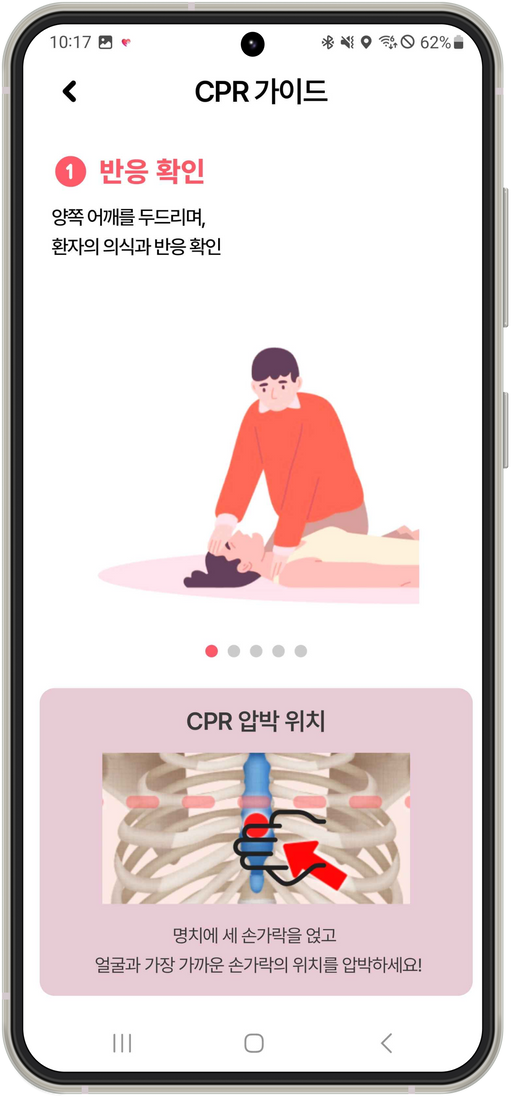 10:17
62%
CPR 가이드
1 반응 확인
양쪽 어깨를 두드리며,
환자의 의식과 반응 확인
CPR 압박 위치
명치에 세 손가락을 얹고
얼굴과 가장 가까운 손가락의 위치를 압박하세요!